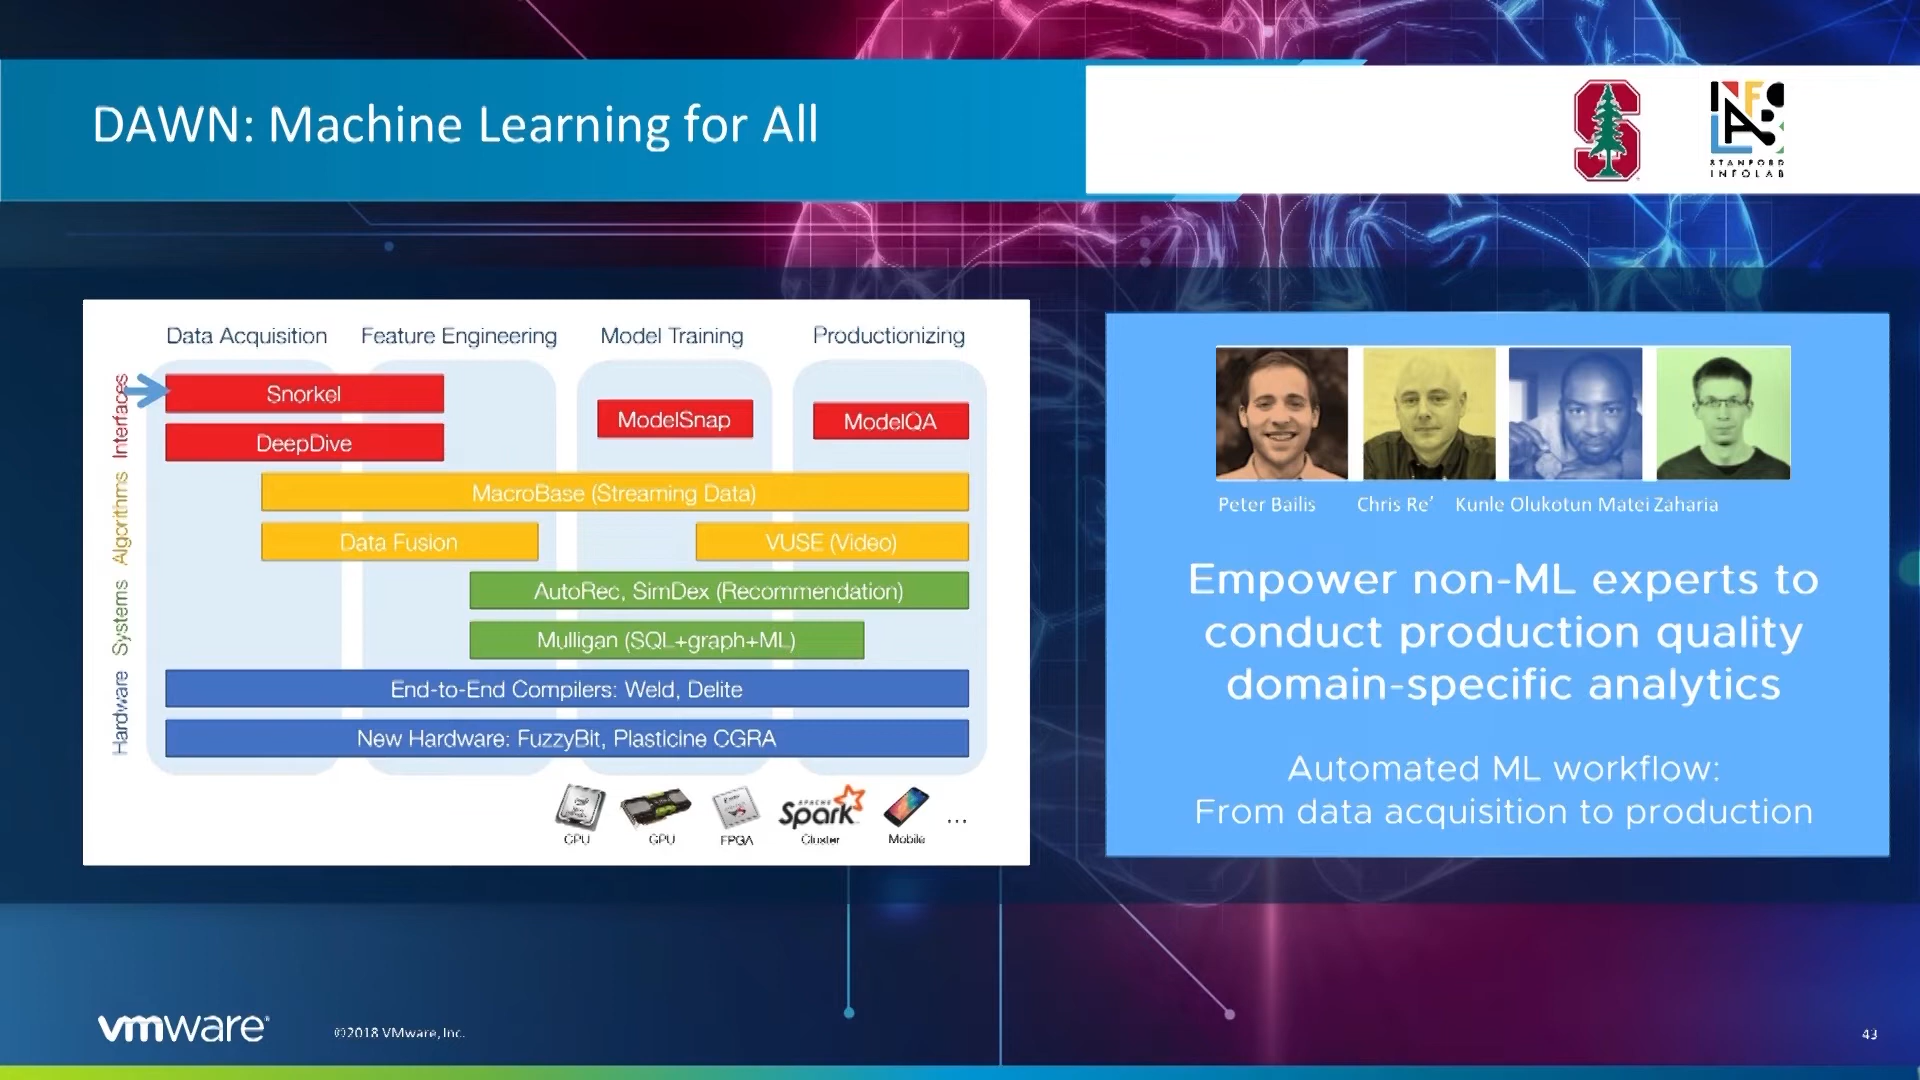 DAWN: Machine Learning for All
STANFORD
INFOLAB
Data Acquisition Feature Engineering Model Training Productionizing
Interfaces
Snorkel
DeepDive
ModelSnap
ModelQA
Algorithms
MacroBase (Streaming Data)
Data Fusion
VUSE (Video)
Systems
AutoRec, SimDex (Recommendation)
Mulligan (SQL+graph+ML)
Hardware
End-to-End Compilers: Weld, Delite
New Hardware: FuzzyBit, Plasticine CGRA
APACHE
Spark
CPU GPU FPGA Cluster Mobile ...
Peter Bailis Chris Re’ Kunle Olukotun Matei Zaharia
Empower non-ML experts to
conduct production quality
domain-specific analytics
Automated ML workflow:
From data acquisition to production
vmware®
©2018 VMware, Inc.
43